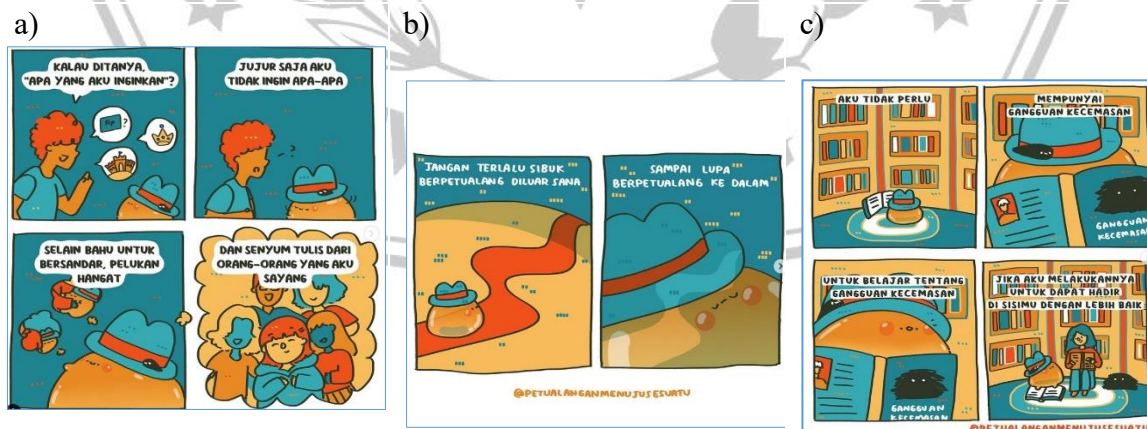 a)
KALAU DITANYA,
"APA YANG AKU INGINKAN"?
Rp ?
JUJUR SAJA AKU
TIDAK INGIN APA-APA
SELAIN BAHU UNTUK
BERSANDAR, PELUKAN
HANGAT
DAN SENYUM TULIS DARI
ORANG-ORANG YANG AKU
SAYANG
b)
JANGAN TERLALU SIBUK
BERPETUALANG DILUAR SANA
SAMPAI LUPA
BERPETUALANG KE DALAM
@PETUALANGANMENUJUSESUATU
c)
AKU TIDAK PERLU
MEMPUNYAI
GANGGUAN KECEMASAN
GANGGUAN
KECEMASAN
UNTUK BELAJAR TENTANG
GANGGUAN KECEMASAN
GANGGUAN
KECEMASAN
JIKA AKU MELAKUKANNYA
UNTUK DAPAT HADIR
DI SISIMU DENGAN LEBIH BAIK
@PETUALANGANMENUJUSESUATU